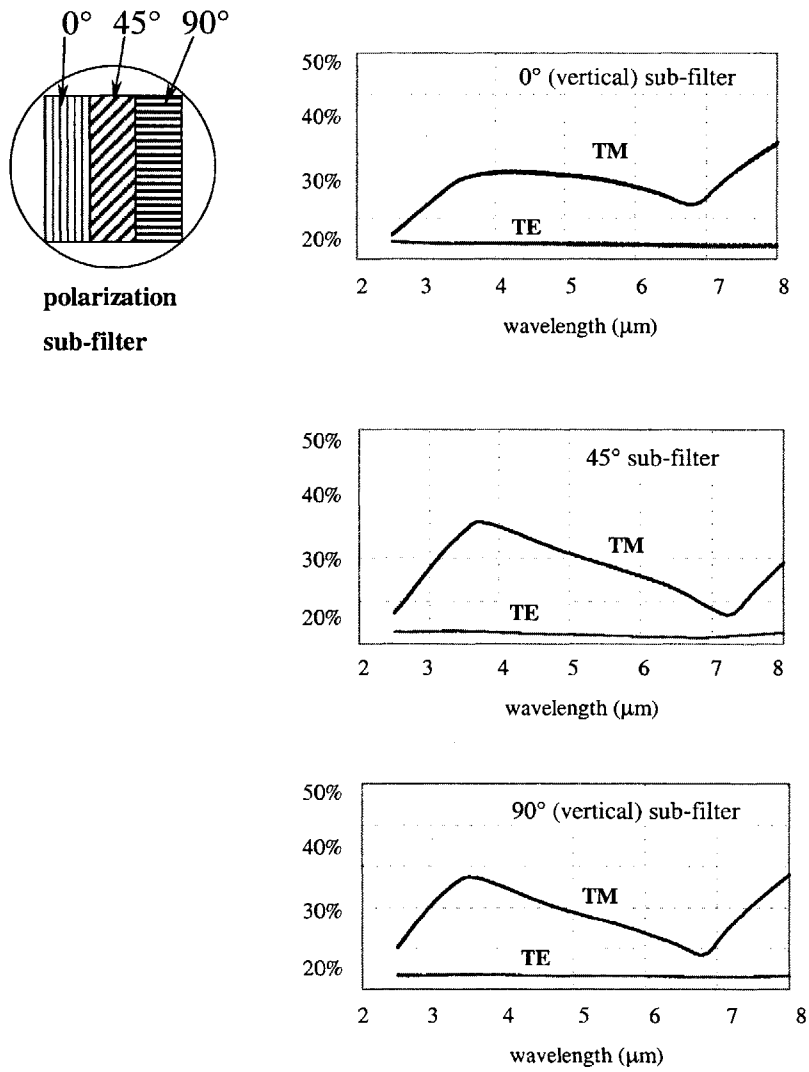 0° 45° 90°
polarization
sub-filter
50%
40%
30%
20%
0° (vertical) sub-filter
TM
TE
2 3 4 5 6 7 8
wavelength (μm)
50%
40%
30%
20%
45° sub-filter
TM
TE
2 3 4 5 6 7 8
wavelength (μm)
50%
40%
30%
20%
90° (vertical) sub-filter
TM
TE
2 3 4 5 6 7 8
wavelength (μm)